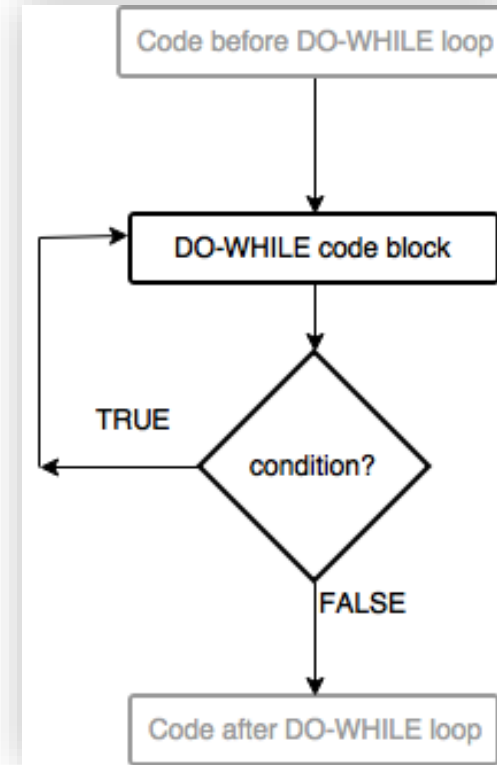 Code before DO-WHILE loop
DO-WHILE code block
TRUE
condition?
FALSE
Code after DO-WHILE loop